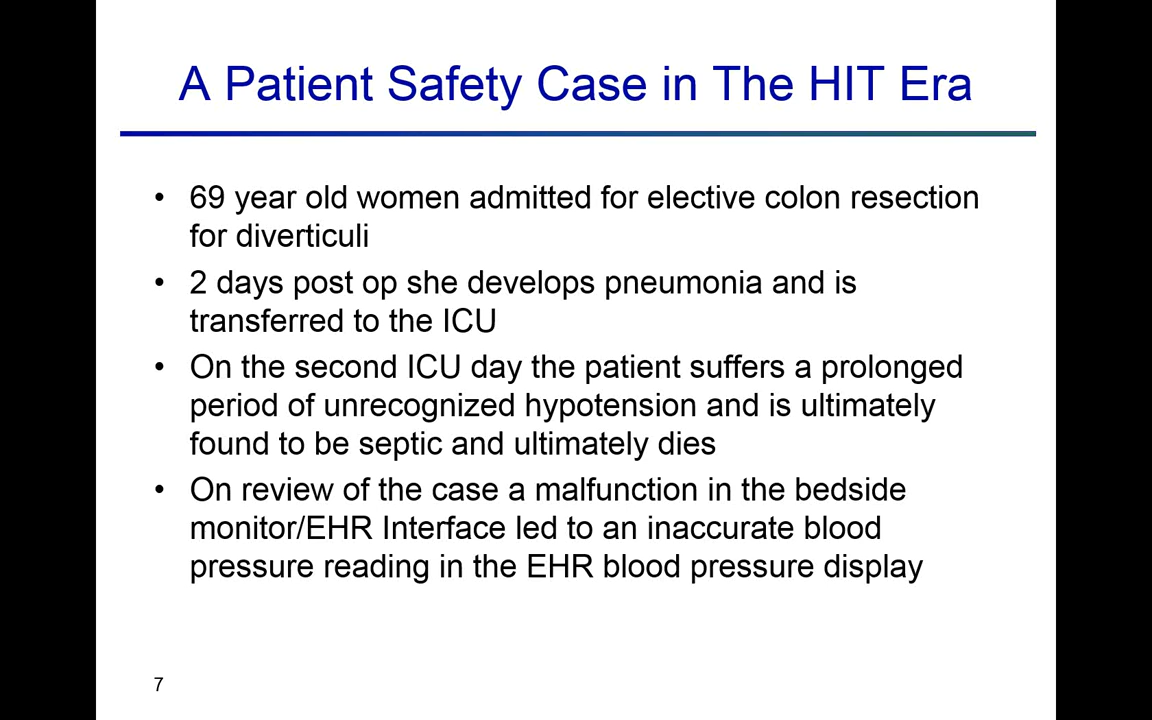 A Patient Safety Case in The HIT Era
• 69 year old women admitted for elective colon resection
for diverticuli
• 2 days post op she develops pneumonia and is
transferred to the ICU
• On the second ICU day the patient suffers a prolonged
period of unrecognized hypotension and is ultimately
found to be septic and ultimately dies
• On review of the case a malfunction in the bedside
monitor/EHR Interface led to an inaccurate blood
pressure reading in the EHR blood pressure display
7